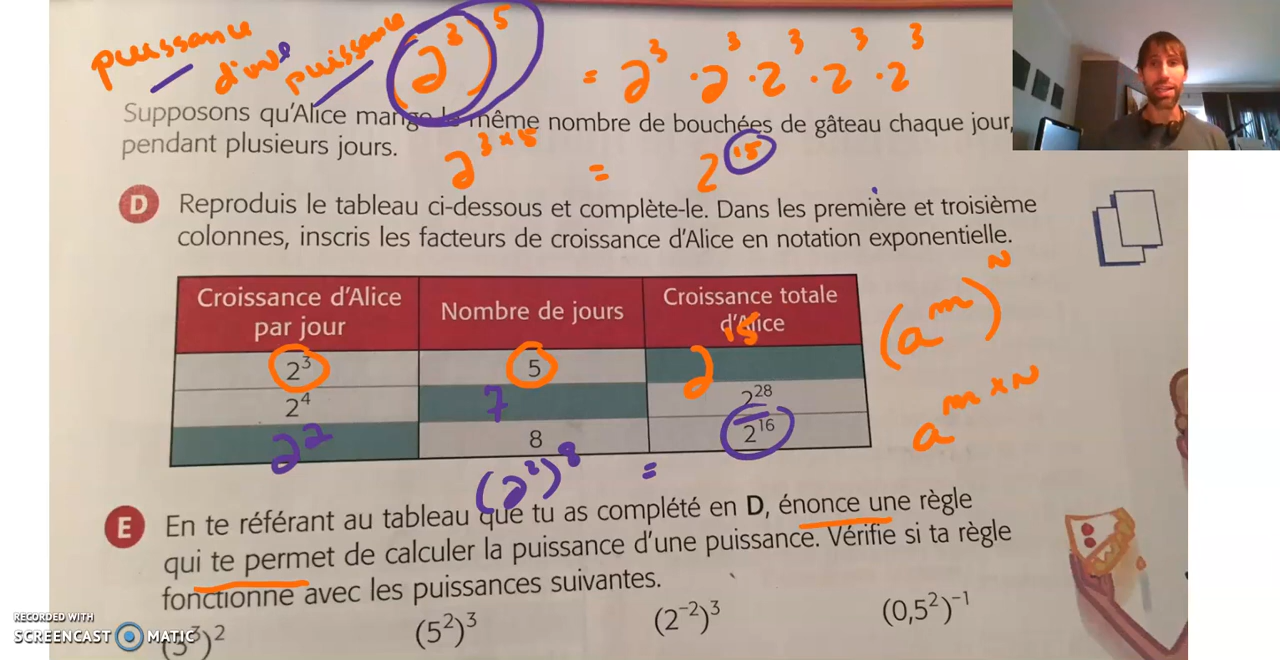 puissance d'une puissance (2³)⁵ = 2³ · 2³ · 2³ · 2³ · 2³
Supposons qu'Alice mange le même nombre de bouchées de gâteau chaque jour,
pendant plusieurs jours.
2³ˣ⁵ = 2¹⁵
D Reproduis le tableau ci-dessous et complète-le. Dans les première et troisième
colonnes, inscris les facteurs de croissance d'Alice en notation exponentielle.
Croissance d'Alice par jour Nombre de jours Croissance totale d'Alice
2³ 5 2¹⁵
2⁴ 7 2²⁸
2² 8 2¹⁶
(2²)⁸ =
(aᵐ)ᴺ
aᵐˣᴺ
E En te référant au tableau que tu as complété en D, énonce une règle
qui te permet de calculer la puissance d'une puissance. Vérifie si ta règle
fonctionne avec les puissances suivantes.
(3³)² (5²)³ (2⁻²)³ (0,5²)⁻¹
RECORDED WITH
SCREENCAST MATIC